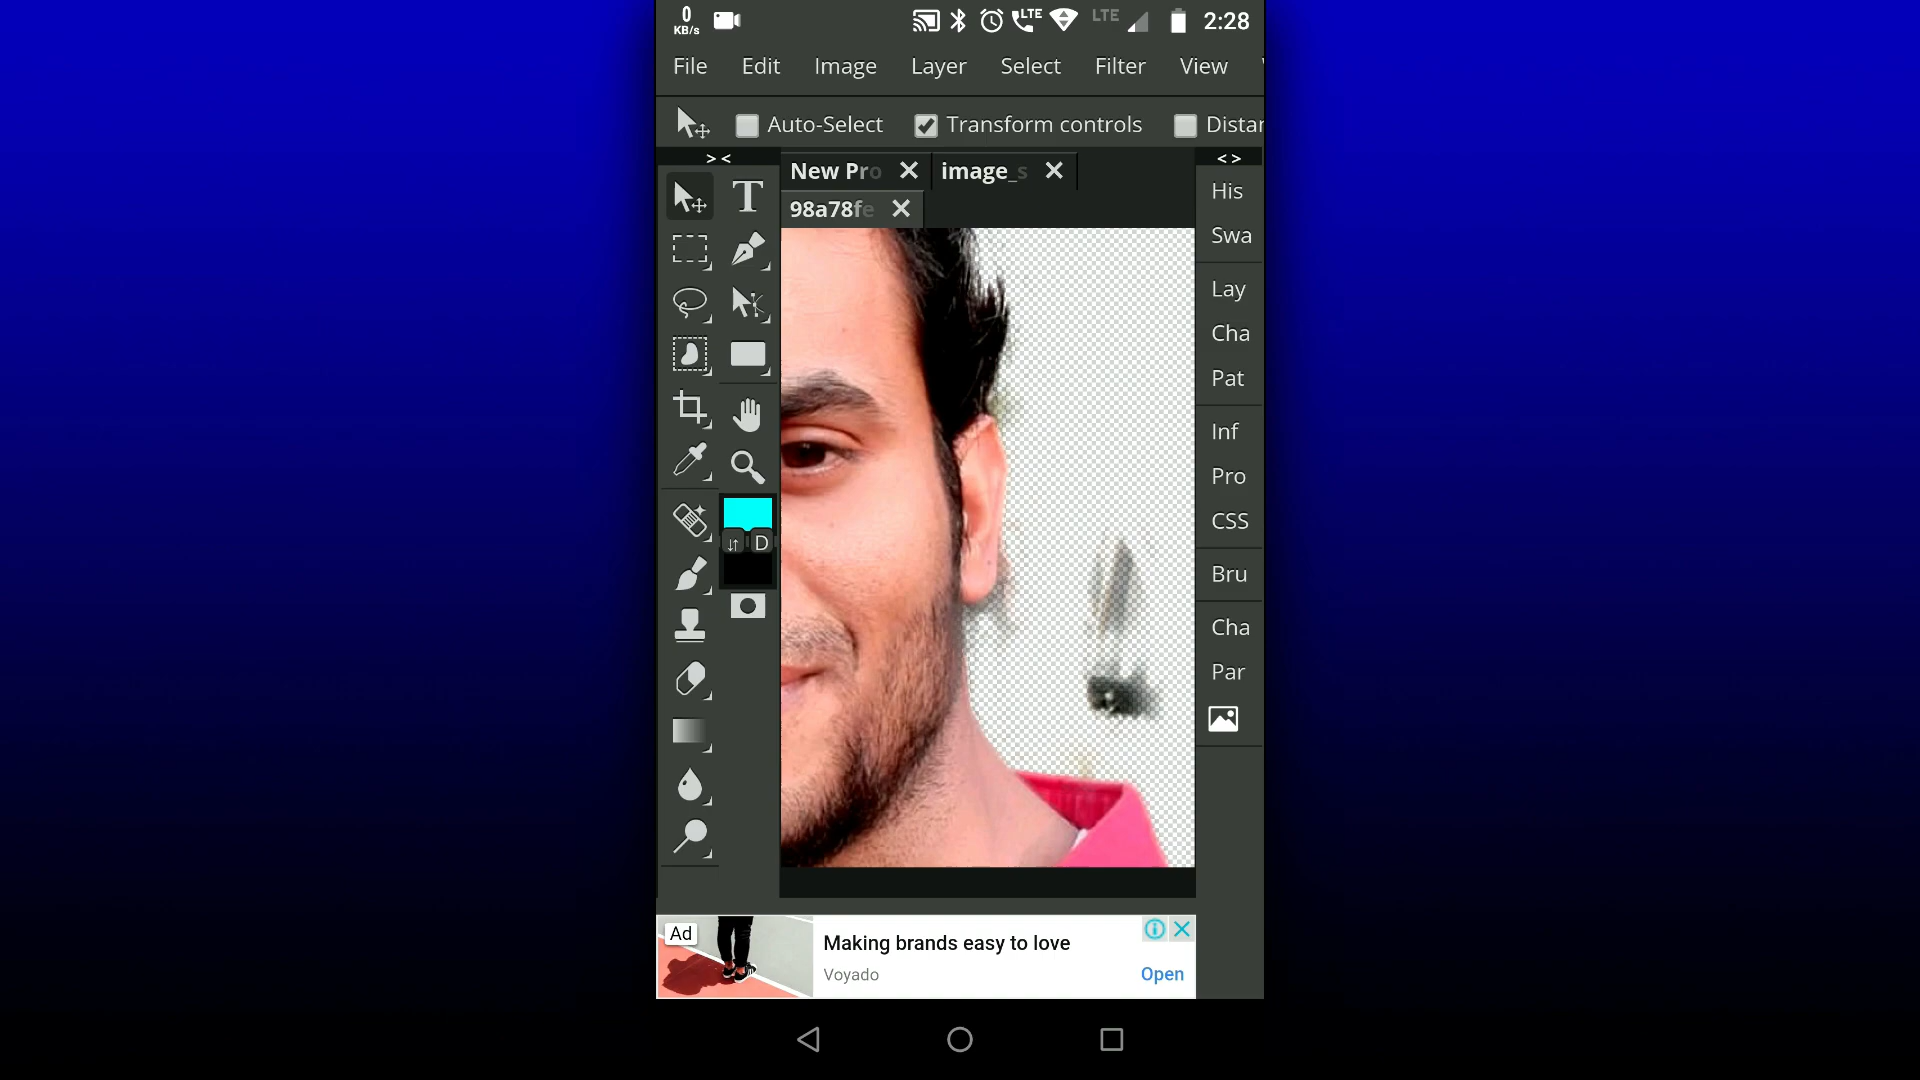 0
KB/s
LTE
LTE
2:28
File Edit Image Layer Select Filter View
Auto-Select Transform controls Distar
> <
< >
New Pro
image_s
98a78fe
T
D
His
Swa
Lay
Cha
Pat
Inf
Pro
CSS
Bru
Cha
Par
Ad
Making brands easy to love
Voyado
Open